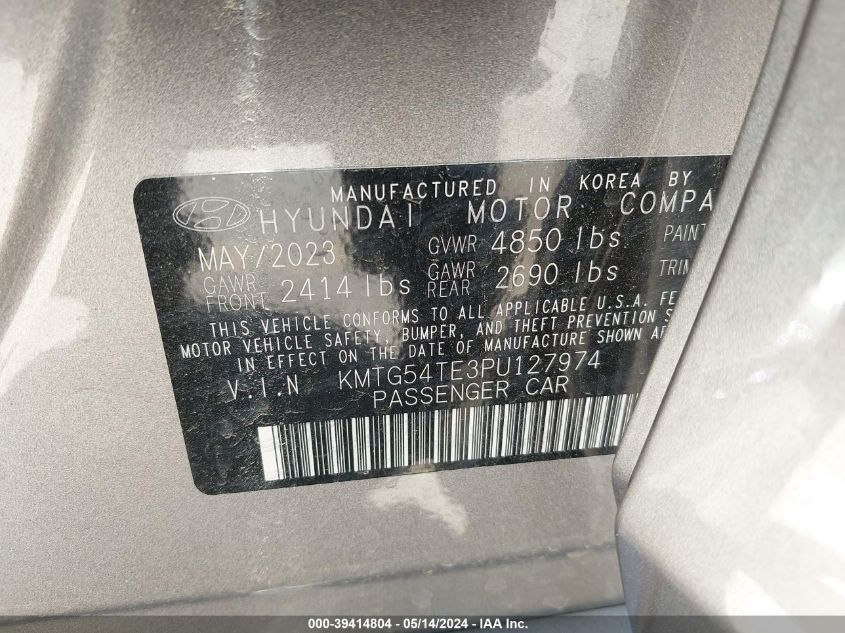 MANUFACTURED IN KOREA BY
HYUNDAI MOTOR COMPA
MAY/2023 GVWR 4850 lbs PAINT
GAWR FRONT 2414 lbs GAWR REAR 2690 lbs TRIM
THIS VEHICLE CONFORMS TO ALL APPLICABLE U.S.A. FE
MOTOR VEHICLE SAFETY, BUMPER, AND THEFT PREVENTION S
IN EFFECT ON THE DATE OF MANUFACTURE SHOWN A
V.I.N KMTG54TE3PU127974
PASSENGER CAR
000-39414804 - 05/14/2024 - IAA, Inc.